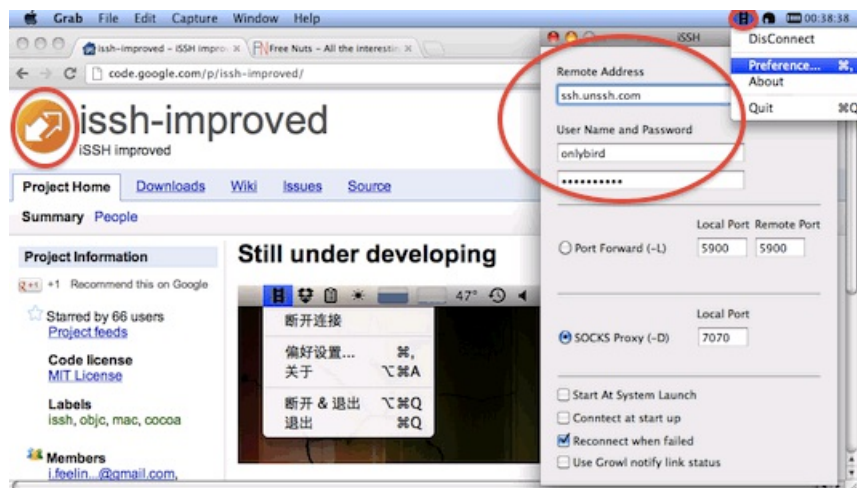 Grab File Edit Capture Window Help
00:38:38
issh-improved - iSSH impro
Free Nuts - All the interestin
code.google.com/p/issh-improved/
issh-improved
iSSH improved
Project Home Downloads Wiki Issues Source
Summary People
Project Information
+1 Recommend this on Google
Starred by 66 users
Project feeds
Code license
MIT License
Labels
issh, objc, mac, cocoa
Members
i.feelin...@gmail.com,
Still under developing
47°
断开连接
偏好设置... ⌘,
关于 ⌥⌘A
断开 & 退出 ⌥⌘Q
退出 ⌘Q
iSSH
Remote Address
ssh.unssh.com
User Name and Password
onlybird
••••••••••
Local Port Remote Port
Port Forward (-L) 5900 5900
Local Port
SOCKS Proxy (-D) 7070
Start At System Launch
Conntect at start up
Reconnect when failed
Use Growl notify link status
DisConnect
Preference... ⌘,
About
Quit ⌘Q